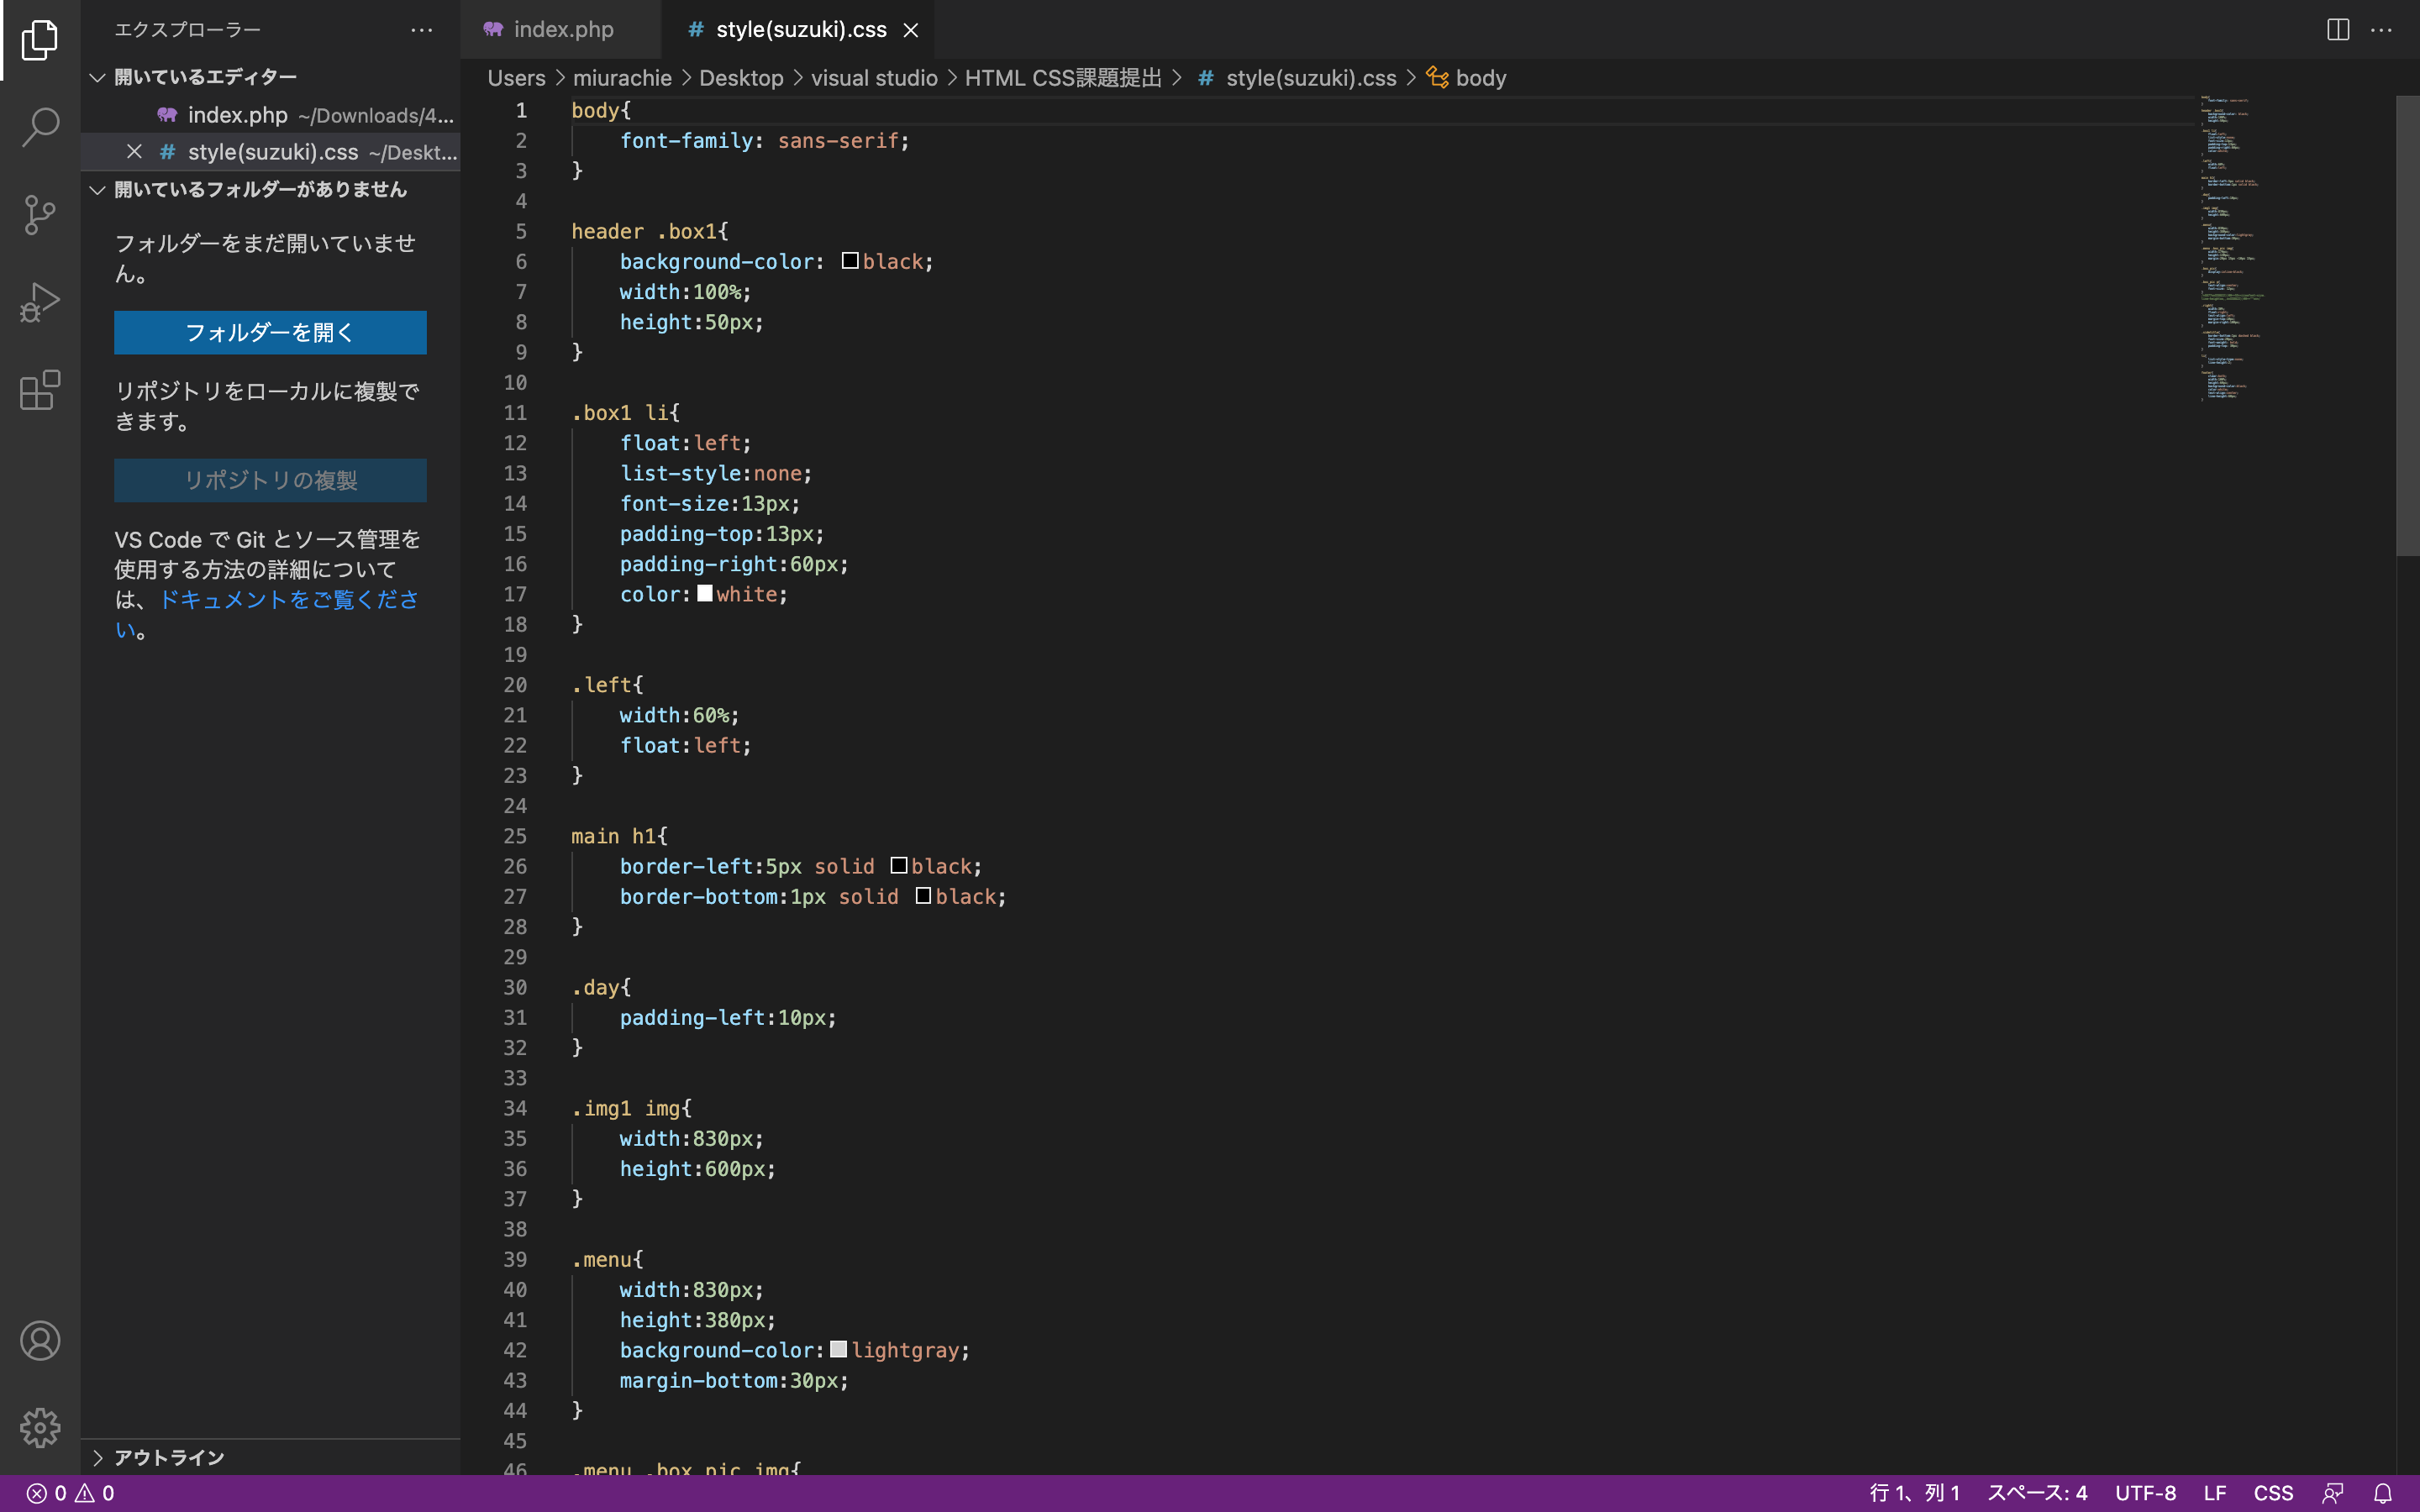 エクスプローラー
開いているエディター
index.php ~/Downloads/4...
style(suzuki).css ~/Deskt...
開いているフォルダーがありません
フォルダーをまだ開いていませ
ん。
フォルダーを開く
リポジトリをローカルに複製で
きます。
リポジトリの複製
VS Code で Git とソース管理を
使用する方法の詳細について
は、ドキュメントをご覧くださ
い。
アウトライン
index.php
# style(suzuki).css
Users > miurachie > Desktop > visual studio > HTML CSS課題提出 > # style(suzuki).css > body
1 body{
2     font-family: sans-serif;
3 }
4
5 header .box1{
6     background-color: black;
7     width:100%;
8     height:50px;
9 }
10
11 .box1 li{
12     float:left;
13     list-style:none;
14     font-size:13px;
15     padding-top:13px;
16     padding-right:60px;
17     color:white;
18 }
19
20 .left{
21     width:60%;
22     float:left;
23 }
24
25 main h1{
26     border-left:5px solid black;
27     border-bottom:1px solid black;
28 }
29
30 .day{
31     padding-left:10px;
32 }
33
34 .img1 img{
35     width:830px;
36     height:600px;
37 }
38
39 .menu{
40     width:830px;
41     height:380px;
42     background-color:lightgray;
43     margin-bottom:30px;
44 }
45
46 .menu .box_pic img{
0 0
行 1、列 1 スペース: 4 UTF-8 LF CSS